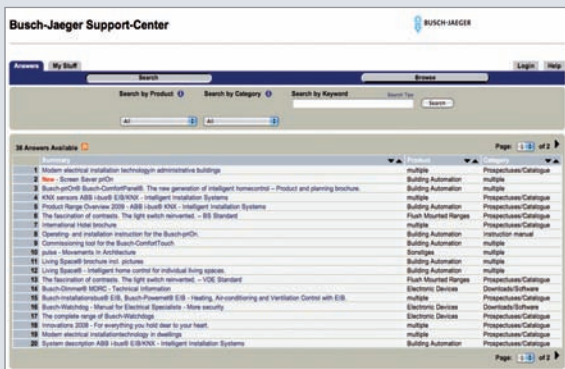 Busch-Jaeger Support-Center
BUSCH-JAEGER
Answers My Stuff Login Help
Search Browse
Search by Product Search by Category Search by Keyword Search Tips
All All Search
38 Answers Available Page: 1 of 2
Summary Product Category
1 Modern electrical installation technologyin administrative buildings multiple Prospectuses/Catalogue
2 New - Screen Saver priOn Building Automation multiple
3 Busch-priOn® Busch-ComfortPanel®. The new generation of intelligent homecontrol – Product and planning brochure. Building Automation multiple
4 KNX sensors ABB i-bus® EIB/KNX - Intelligent Installation Systems multiple Prospectuses/Catalogue
5 Product Range Overview 2009 - ABB i-bus® KNX - Intelligent Installation Systems Building Automation Prospectuses/Catalogue
6 The fascination of contrasts. The light switch reinvented. – BS Standard Flush Mounted Ranges Prospectuses/Catalogue
7 International Hotel brochure multiple Prospectuses/Catalogue
8 Operating- and installation instruction for the Busch-priOn. Building Automation Instruction manual
9 Commissioning tool for the Busch-ComfortTouch Building Automation multiple
10 pulse - Movements in Architecture Sonstiges multiple
11 Living Space® brochure incl. pictures Building Automation multiple
12 Living Space® - Intelligent home control for individual living spaces. Building Automation multiple
13 The fascination of contrasts. The light switch reinvented. – VDE Standard Flush Mounted Ranges Prospectuses/Catalogue
14 Busch-Dimmer® MORC - Technical Information Electronic Devices Downloads/Software
15 Busch-Installationsbus® EIB, Busch-Powernet® EIB - Heating, Air-conditioning and Ventilation Control with EIB. multiple Prospectuses/Catalogue
16 Busch-Watchdog - Manual for Electrical Specialists - More security Electronic Devices Downloads/Software
17 The complete range of Busch-Watchdogs Electronic Devices Prospectuses/Catalogue
18 Innovations 2008 - For everything you hold dear to your heart. multiple Prospectuses/Catalogue
19 Modern electrical installationtechnology in dwellings multiple Prospectuses/Catalogue
20 System description ABB i-bus® EIB/KNX - Intelligent Installation Systems Building Automation Prospectuses/Catalogue
Page: 1 of 2